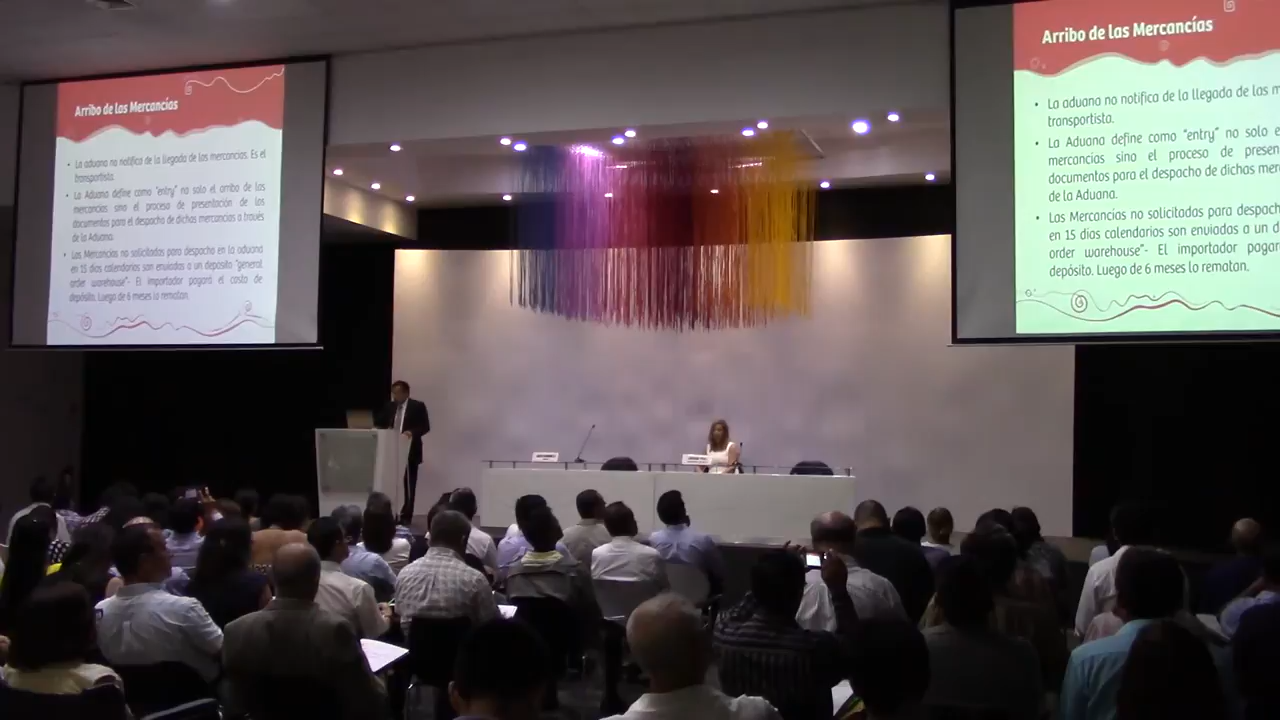 Arribo de las Mercancías
• La aduana no notifica de la llegada de las mercancías. Es el
transportista.
• La Aduana define como "entry" no solo el arribo de las
mercancías sino el proceso de presentación de los
documentos para el despacho de dichas mercancías a través
de la Aduana.
• Las Mercancías no solicitadas para despacho en la aduana
en 15 días calendarios son enviadas a un depósito "general
order warehouse"- El importador pagará el costo de
depósito. Luego de 6 meses lo rematan.
Arribo de las Mercancías
• La aduana no notifica de la llegada de las m
transportista.
• La Aduana define como "entry" no solo e
mercancías sino el proceso de presen
documentos para el despacho de dichas mer
de la Aduana.
• Las Mercancías no solicitadas para despach
en 15 días calendarios son enviadas a un d
order warehouse"- El importador pagar
depósito. Luego de 6 meses lo rematan.